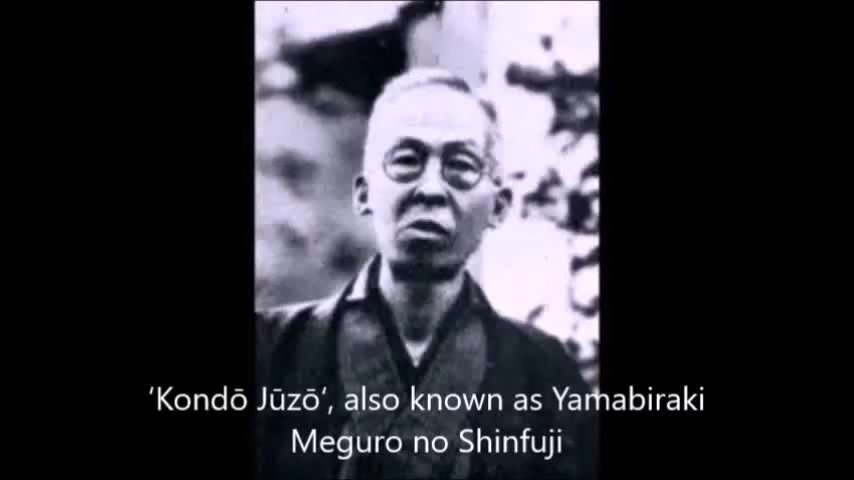 ‘Kondō Jūzō‘, also known as Yamabiraki
Meguro no Shinfuji